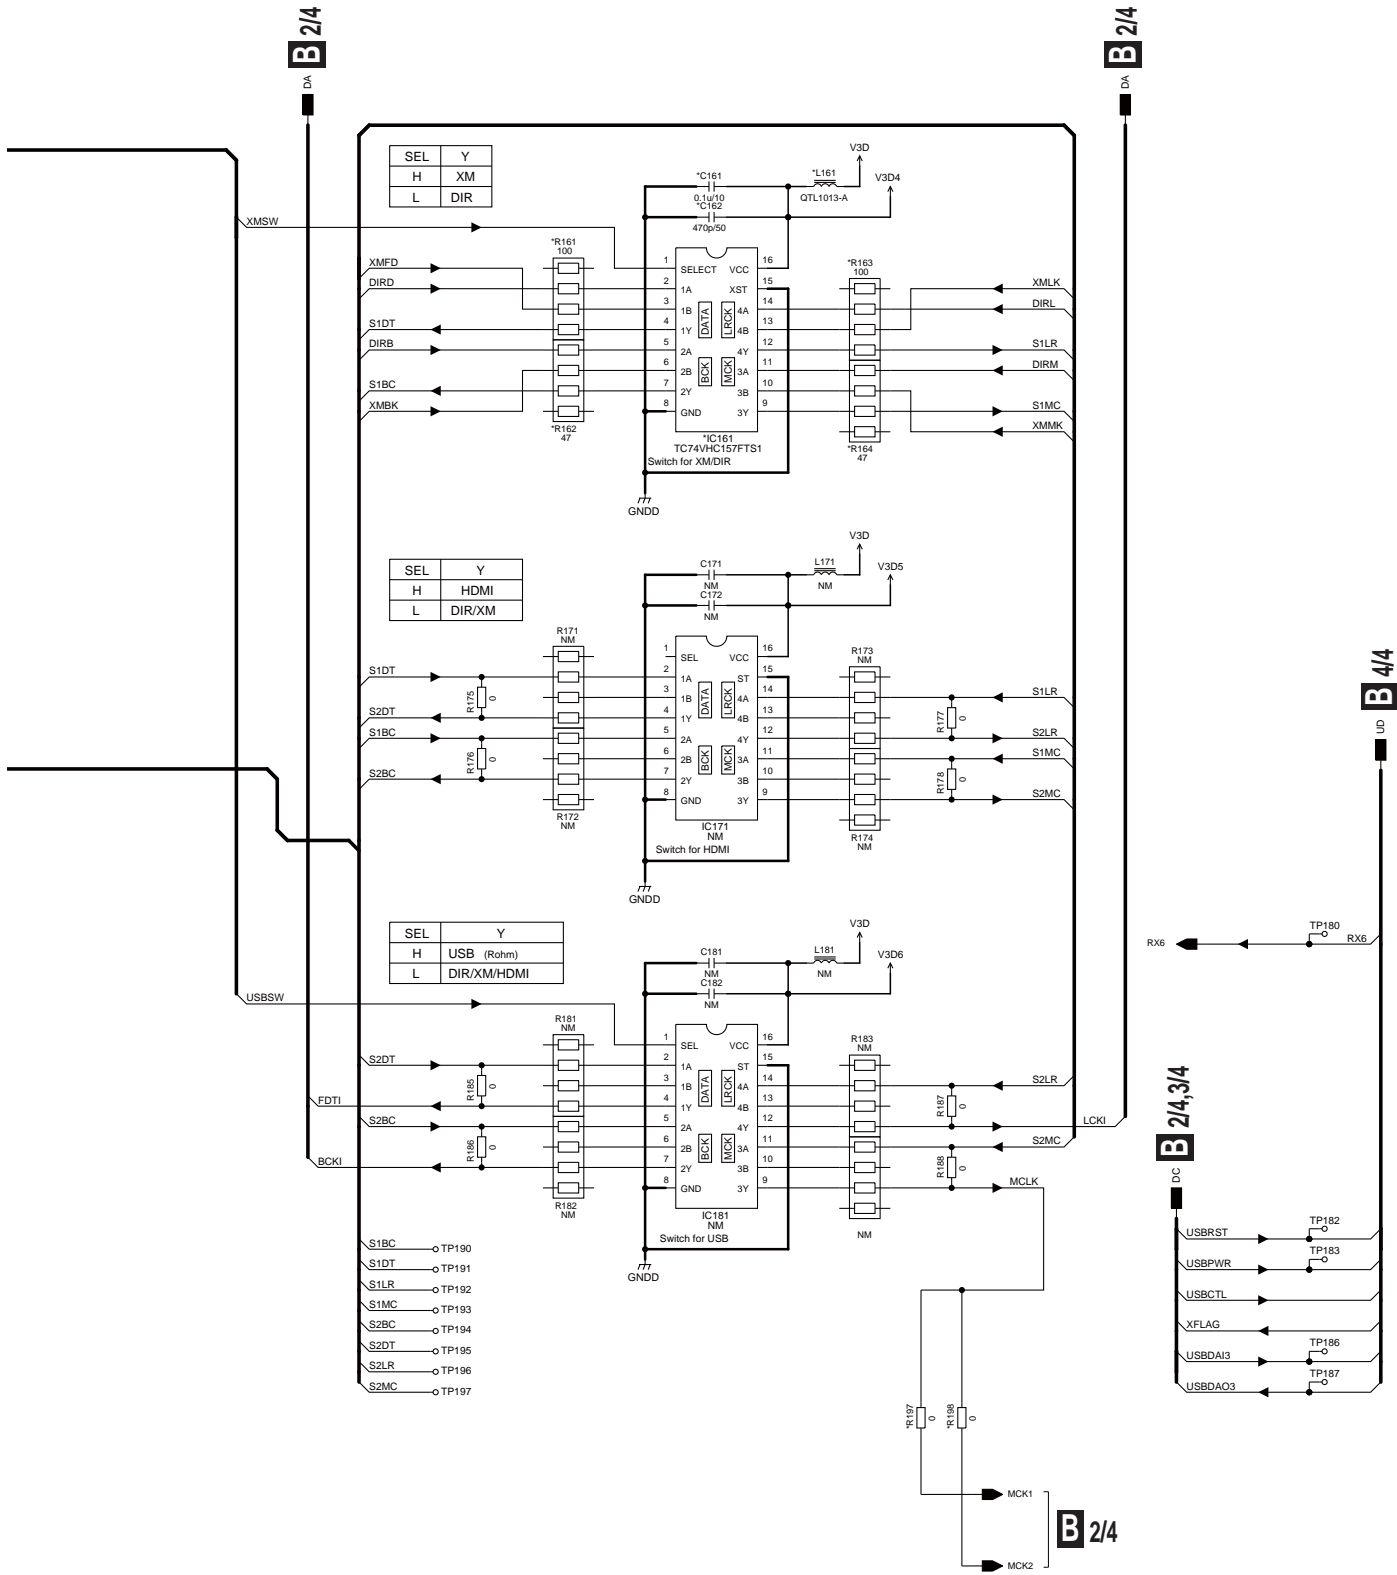 B 2/4
DA
B 2/4
DA
SEL Y
H XM
L DIR
XMSW
XMFD
DIRD
S1DT
DIRB
S1BC
XMBK
*R161
100
*R162
47
*C161
0.1u/10
*C162
470p/50
*L161
QTL1013-A
V3D
V3D4
1 SELECT VCC 16
2 1A XST 15
3 1B DATA LRCK 4A 14
4 1Y 4B 13
5 2A 4Y 12
6 2B BCK MCK 3A 11
7 2Y 3B 10
8 GND 3Y 9
*IC161
TC74VHC157FTS1
Switch for XM/DIR
GNDD
*R163
100
*R164
47
XMLK
DIRL
S1LR
DIRM
S1MC
XMMK
SEL Y
H HDMI
L DIR/XM
S1DT
S2DT
S1BC
S2BC
R175
0
R176
0
R171
NM
R172
NM
C171
NM
C172
NM
L171
NM
V3D
V3D5
1 SEL VCC 16
2 1A ST 15
3 1B DATA LRCK 4A 14
4 1Y 4B 13
5 2A 4Y 12
6 2B BCK MCK 3A 11
7 2Y 3B 10
8 GND 3Y 9
IC171
NM
Switch for HDMI
GNDD
R173
NM
R174
NM
R177
0
R178
0
S1LR
S2LR
S1MC
S2MC
B 4/4
UD
SEL Y
H USB (Rohm)
L DIR/XM/HDMI
USBSW
S2DT
FDTI
S2BC
BCKI
R185
0
R186
0
R181
NM
R182
NM
C181
NM
C182
NM
L181
NM
V3D
V3D6
1 SEL VCC 16
2 1A ST 15
3 1B DATA LRCK 4A 14
4 1Y 4B 13
5 2A 4Y 12
6 2B BCK MCK 3A 11
7 2Y 3B 10
8 GND 3Y 9
IC181
NM
Switch for USB
GNDD
R183
NM
NM
R187
0
R188
0
S2LR
LCKI
S2MC
MCLK
RX6
TP180
RX6
B 2/4,3/4
DC
USBRST
TP182
USBPWR
TP183
USBCTL
XFLAG
USBDAI3
TP186
USBDAO3
TP187
S1BC TP190
S1DT TP191
S1LR TP192
S1MC TP193
S2BC TP194
S2DT TP195
S2LR TP196
S2MC TP197
*R197
0
*R198
0
MCK1
B 2/4
MCK2